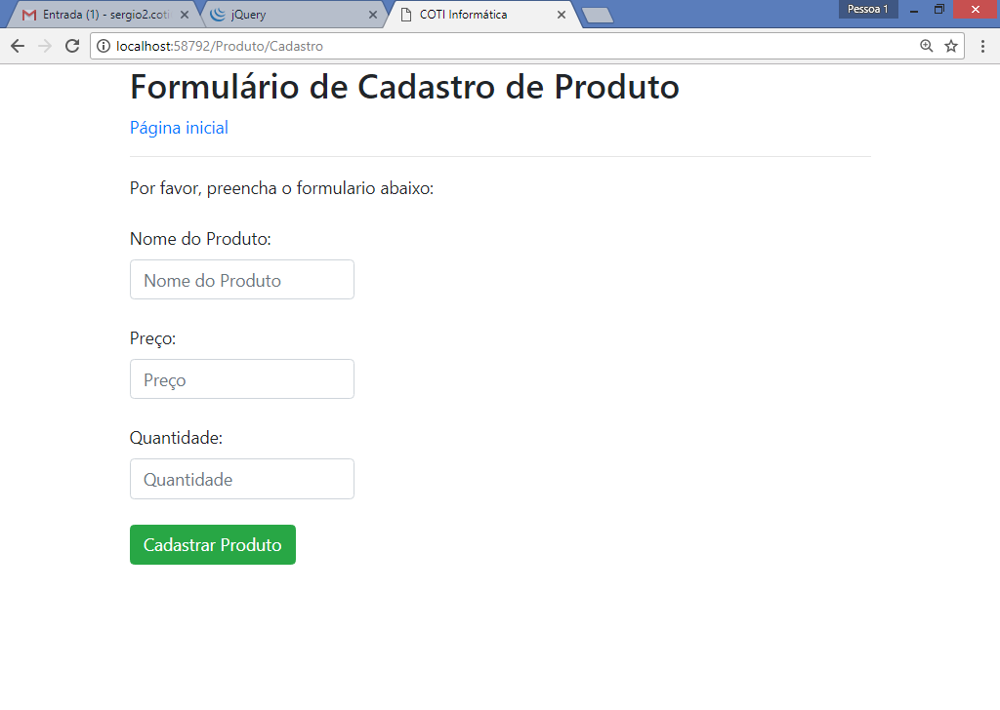 Entrada (1) - sergio2.coti
jQuery
COTI Informática
Pessoa 1
localhost:58792/Produto/Cadastro
Formulário de Cadastro de Produto
Página inicial
Por favor, preencha o formulario abaixo:
Nome do Produto:
Nome do Produto
Preço:
Preço
Quantidade:
Quantidade
Cadastrar Produto